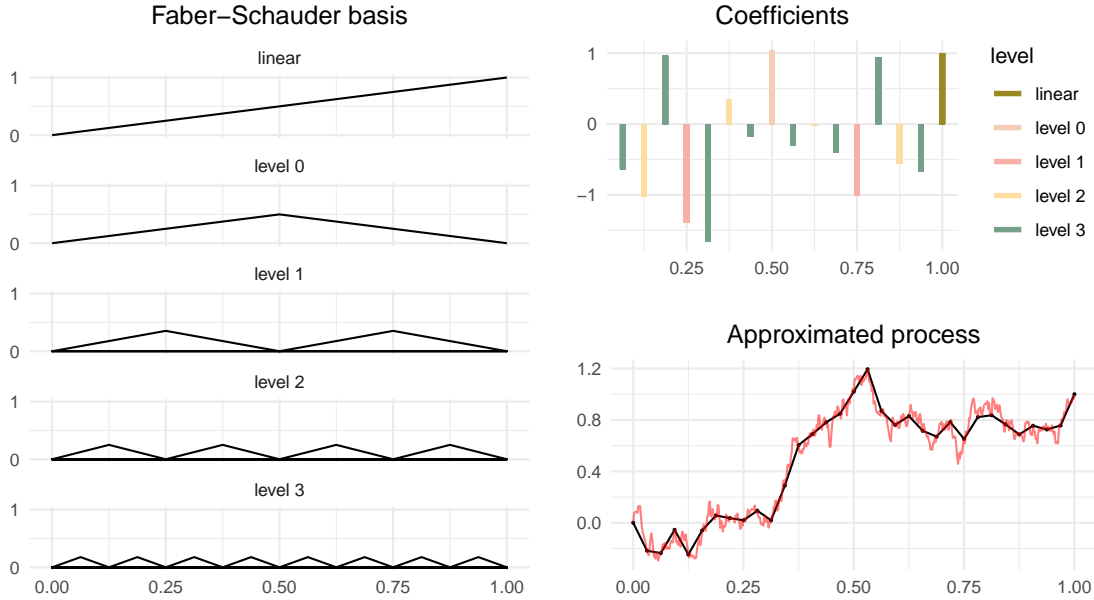 Faber–Schauder basis
linear
1
0
level 0
1
0
level 1
1
0
level 2
1
0
level 3
1
0
0.00 0.25 0.50 0.75 1.00
Coefficients
1
0
−1
0.25 0.50 0.75 1.00
level
linear
level 0
level 1
level 2
level 3
Approximated process
1.2
0.8
0.4
0.0
0.00 0.25 0.50 0.75 1.00